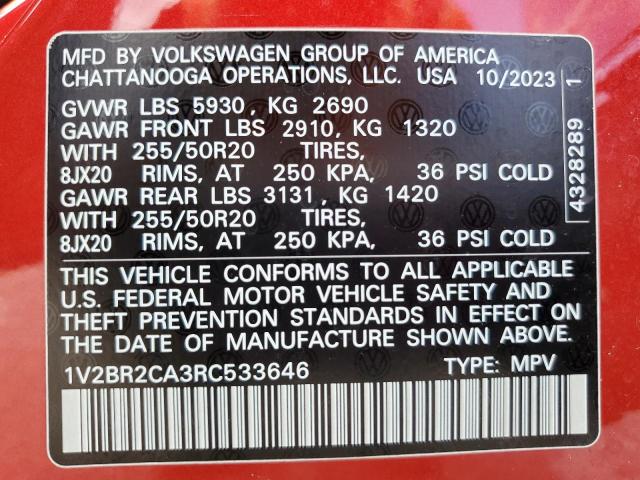 MFD BY VOLKSWAGEN GROUP OF AMERICA
CHATTANOOGA OPERATIONS, LLC. USA 10/2023
GVWR LBS 5930, KG 2690
GAWR FRONT LBS 2910, KG 1320
WITH 255/50R20 TIRES,
8JX20 RIMS, AT 250 KPA, 36 PSI COLD
GAWR REAR LBS 3131, KG 1420
WITH 255/50R20 TIRES,
8JX20 RIMS, AT 250 KPA, 36 PSI COLD
THIS VEHICLE CONFORMS TO ALL APPLICABLE
U.S. FEDERAL MOTOR VEHICLE SAFETY AND
THEFT PREVENTION STANDARDS IN EFFECT ON
THE DATE OF MANUFACTURE SHOWN ABOVE.
1V2BR2CA3RC533646 TYPE: MPV
4328289 1